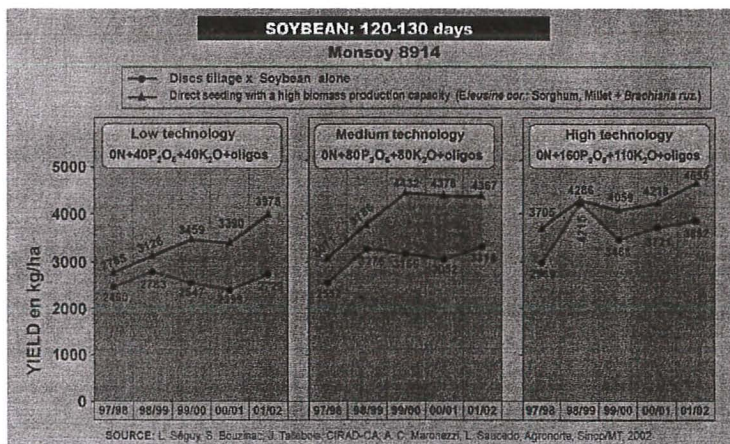 SOYBEAN: 120-130 days
Monsoy 8914
Discs tillage x Soybean alone
Direct seeding with a high biomass production capacity (Eleusine cor.: Sorghum, Millet + Brachiaria ruz.)
Low technology
0N+40P2O5+40K2O+oligos
Medium technology
0N+80P2O5+80K2O+oligos
High technology
0N+160P2O5+110K2O+oligos
YIELD en kg/ha
5000
4000
3000
2000
1000
0
2785 3126 3459 3390 3978
2783
4378 4367
3705 4286 4059 4218
4215
97/98 98/99 99/00 00/01 01/02
97/98 98/99 99/00 00/01 01/02
97/98 98/99 99/00 00/01 01/02
SOURCE: L. Séguy, S. Bouzinac, J. Taillebois, CIRAD-CA; A. C. Maronezzi, L. Agronorte, Sinop/MT, 2002